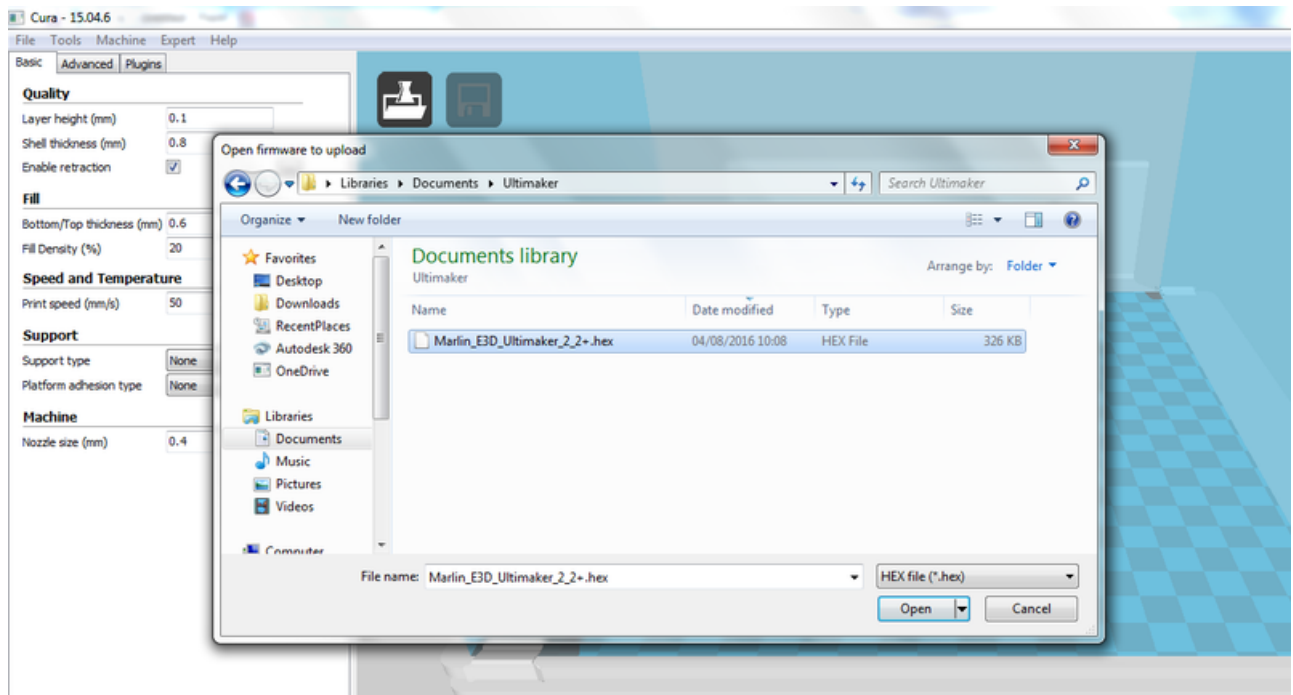 Cura - 15.04.6
File Tools Machine Expert Help
Basic Advanced Plugins
Quality
Layer height (mm) 0.1
Shell thickness (mm) 0.8
Enable retraction
Fill
Bottom/Top thickness (mm) 0.6
Fill Density (%) 20
Speed and Temperature
Print speed (mm/s) 50
Support
Support type None
Platform adhesion type None
Machine
Nozzle size (mm) 0.4
Open firmware to upload
Libraries Documents Ultimaker
Search Ultimaker
Organize New folder
Favorites
Desktop
Downloads
RecentPlaces
Autodesk 360
OneDrive
Libraries
Documents
Music
Pictures
Videos
Computer
Documents library
Ultimaker
Arrange by: Folder
Name Date modified Type Size
Marlin_E3D_Ultimaker_2_2+.hex 04/08/2016 10:08 HEX File 326 KB
File name: Marlin_E3D_Ultimaker_2_2+.hex HEX file (*.hex)
Open Cancel